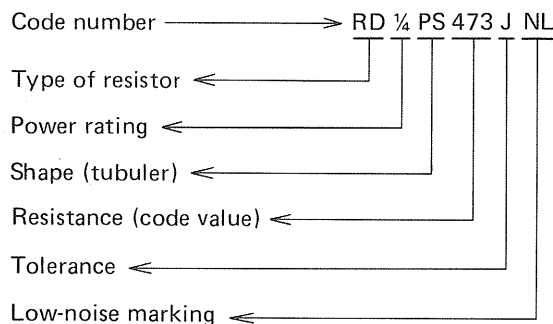 Code number RD ¼ PS 473 J NL
Type of resistor
Power rating
Shape (tubuler)
Resistance (code value)
Tolerance
Low-noise marking